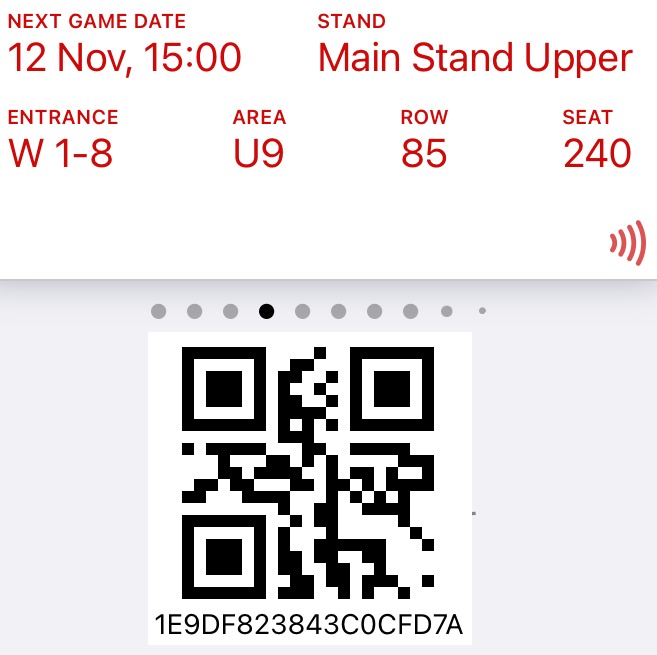 NEXT GAME DATE STAND
12 Nov, 15:00 Main Stand Upper
ENTRANCE AREA ROW SEAT
W 1-8 U9 85 240
1E9DF823843C0CFD7A